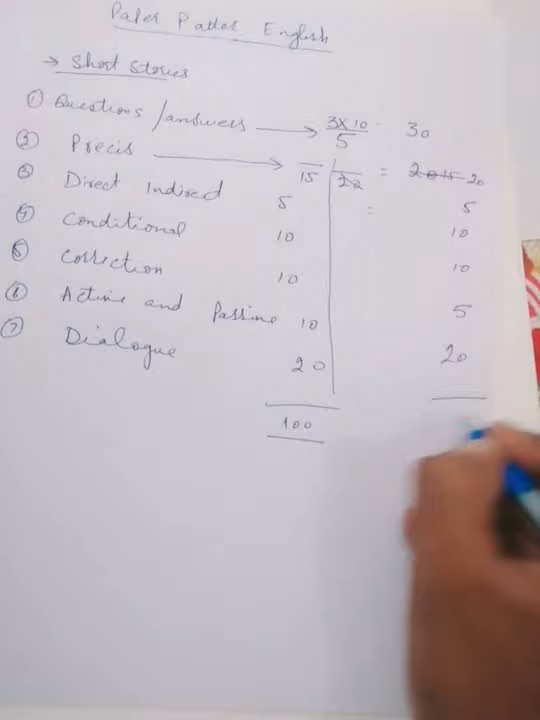 Paper Patter English
→ Short Stories
① Questions/answers → 3×10/5 30
② Precis → 15 / = 20
③ Direct Indirect 5 = 5
④ Conditional 10 10
⑤ Correction 10 10
⑥ Active and Passive 10 5
⑦ Dialogue 20 20
100